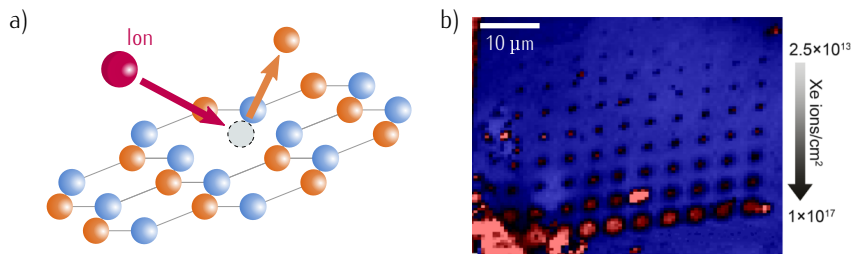 a)
Ion
b)
10 µm
2.5×10¹³
Xe ions/cm²
1×10¹⁷